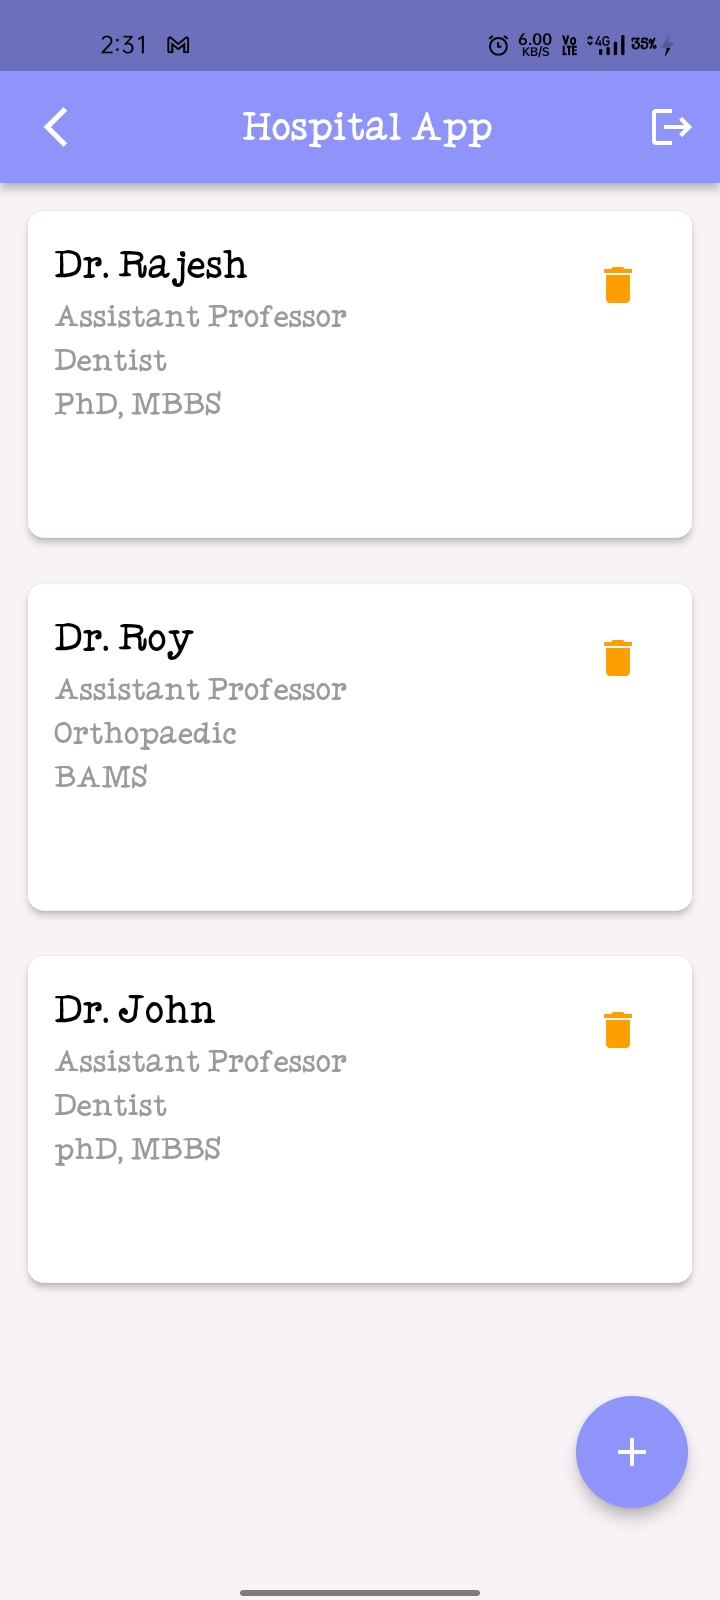 2:31 6.00 KB/S Vo LTE 4G 35%
Hospital App
Dr. Rajesh
Assistant Professor
Dentist
PhD, MBBS
Dr. Roy
Assistant Professor
Orthopaedic
BAMS
Dr. John
Assistant Professor
Dentist
phD, MBBS